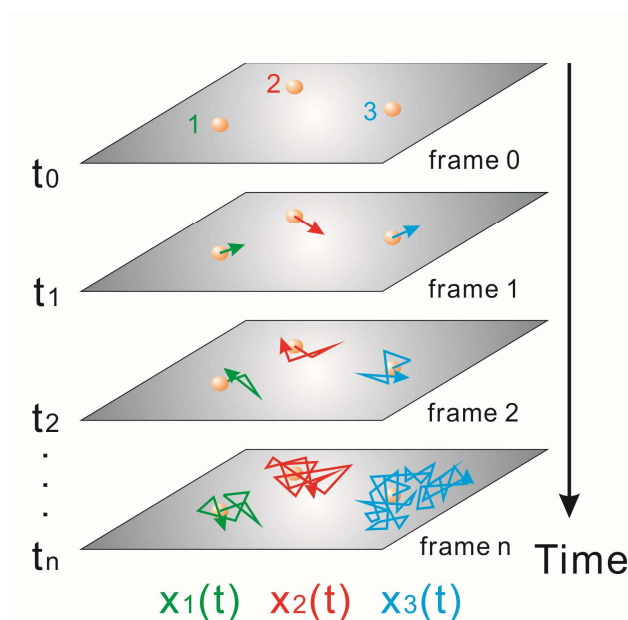 2
1
3
t0
frame 0
t1
frame 1
t2
frame 2
.
.
.
tn
frame n
Time
x1(t) x2(t) x3(t)